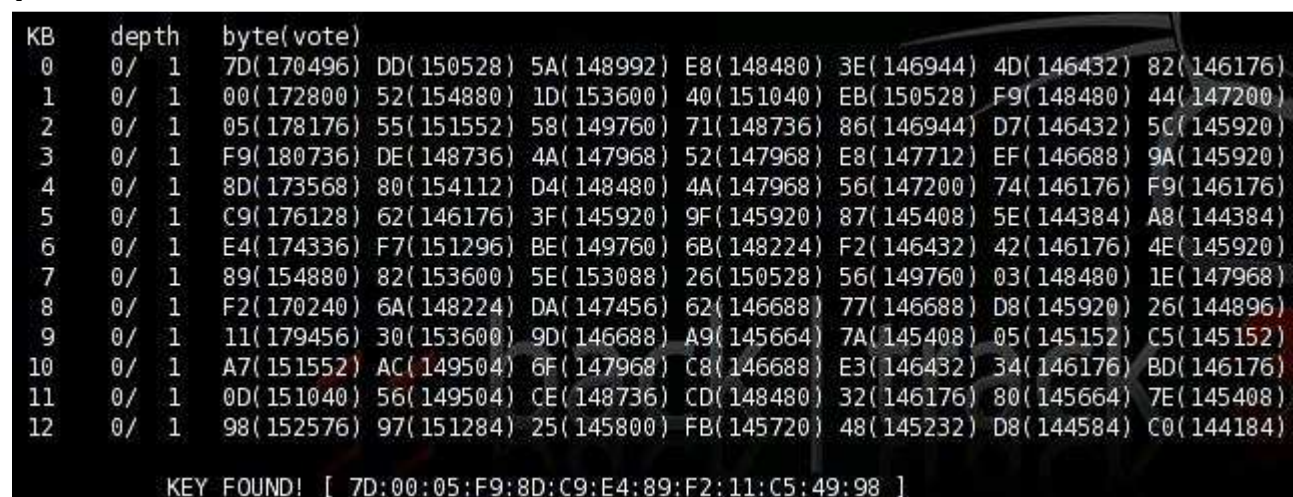 KB depth byte(vote)
0 0/ 1 7D(170496) DD(150528) 5A(148992) E8(148480) 3E(146944) 4D(146432) 82(146176)
1 0/ 1 00(172800) 52(154880) 1D(153600) 40(151040) EB(150528) F9(148480) 44(147200)
2 0/ 1 05(178176) 55(151552) 58(149760) 71(148736) 86(146944) D7(146432) 5C(145920)
3 0/ 1 F9(180736) DE(148736) 4A(147968) 52(147968) E8(147712) EF(146688) 9A(145920)
4 0/ 1 8D(173568) 80(154112) D4(148480) 4A(147968) 56(147200) 74(146176) F9(146176)
5 0/ 1 C9(176128) 62(146176) 3F(145920) 9F(145920) 87(145408) 5E(144384) A8(144384)
6 0/ 1 E4(174336) F7(151296) BE(149760) 6B(148224) F2(146432) 42(146176) 4E(145920)
7 0/ 1 89(154880) 82(153600) 5E(153088) 26(150528) 56(149760) 03(148480) 1E(147968)
8 0/ 1 F2(170240) 6A(148224) DA(147456) 62(146688) 77(146688) D8(145920) 26(144896)
9 0/ 1 11(179456) 30(153600) 9D(146688) A9(145664) 7A(145408) 05(145152) C5(145152)
10 0/ 1 A7(151552) AC(149504) 6F(147968) C8(146688) E3(146432) 34(146176) BD(146176)
11 0/ 1 0D(151040) 56(149504) CE(148736) CD(148480) 32(146176) 80(145664) 7E(145408)
12 0/ 1 98(152576) 97(151284) 25(145800) FB(145720) 48(145232) D8(144584) C0(144184)
KEY FOUND! [ 7D:00:05:F9:8D:C9:E4:89:F2:11:C5:49:98 ]
back | track